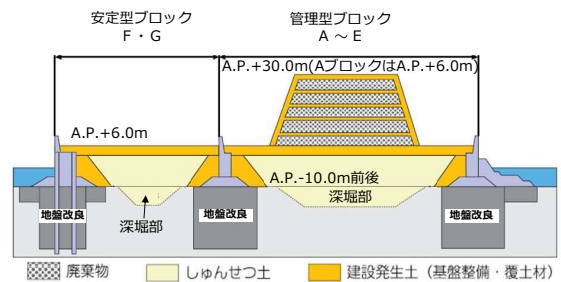 安定型ブロック
F・G
管理型ブロック
A ～ E
A.P.+30.0m(AブロックはA.P.+6.0m)
A.P.+6.0m
A.P.-10.0m前後
深堀部
深堀部
地盤改良
地盤改良
地盤改良
廃棄物
しゅんせつ土
建設発生土（基盤整備・覆土材）